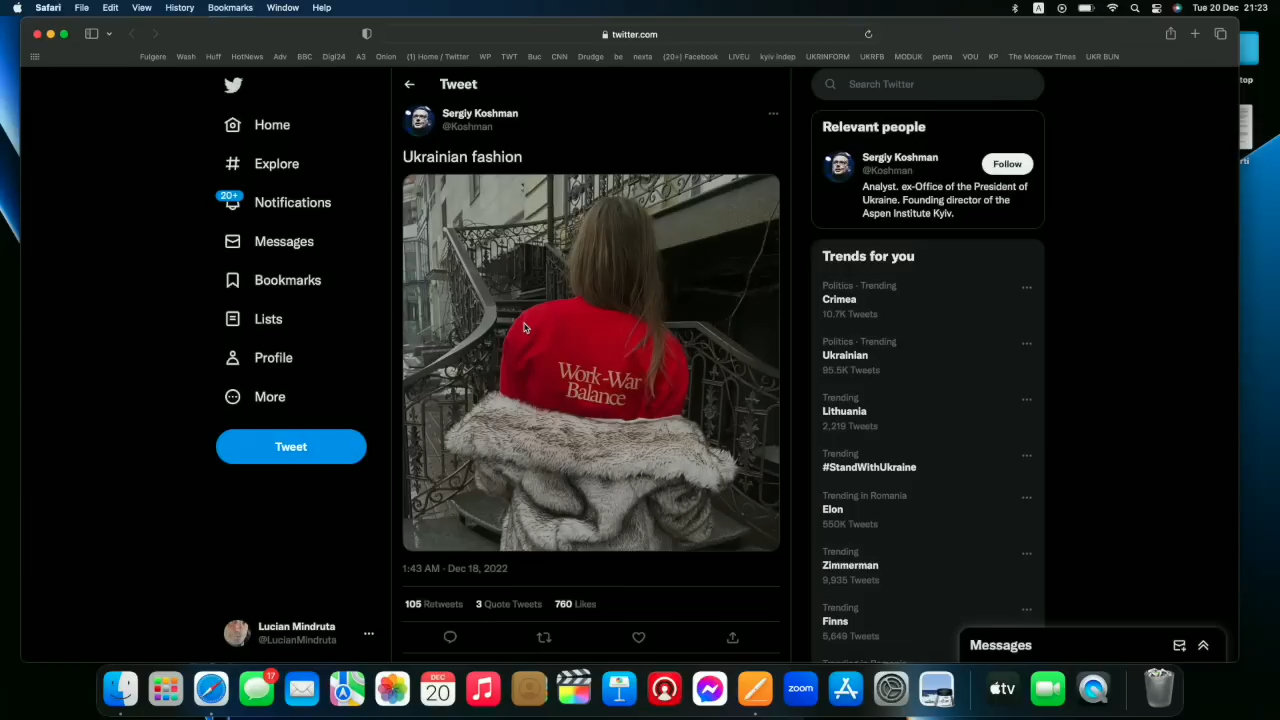 Safari File Edit View History Bookmarks Window Help
A
Tue 20 Dec 21:23
twitter.com
Fulgere Wash Huff HotNews Adv BBC Digi24 A3 Onion (1) Home / Twitter WP TWT Buc CNN Drudge be nexta (20+) Facebook LIVEU kyiv indep UKRINFORM UKRFB MODUK penta VOU KP The Moscow Times UKR BUN
Home
Explore
20+
Notifications
Messages
Bookmarks
Lists
Profile
More
Tweet
Lucian Mindruta
@LucianMindruta
Tweet
Sergiy Koshman
@Koshman
Ukrainian fashion
Work-War
Balance
1:43 AM · Dec 18, 2022
105 Retweets 3 Quote Tweets 760 Likes
Search Twitter
Relevant people
Sergiy Koshman
@Koshman
Follow
Analyst. ex-Office of the President of
Ukraine. Founding director of the
Aspen Institute Kyiv.
Trends for you
Politics · Trending
Crimea
10.7K Tweets
Politics · Trending
Ukrainian
95.5K Tweets
Trending
Lithuania
2,219 Tweets
Trending
#StandWithUkraine
Trending in Romania
Elon
550K Tweets
Trending
Zimmerman
9,935 Tweets
Trending
Finns
5,649 Tweets
Messages
top
17
DEC
20
zoom
tv